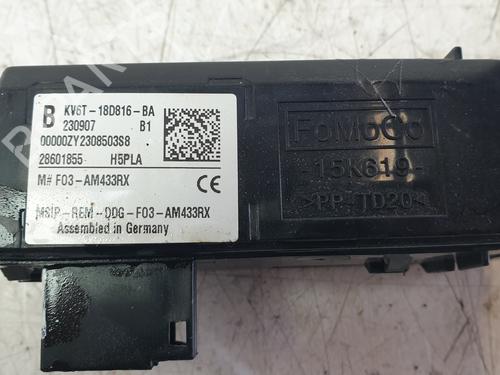 B KV6T-18D816-BA
230907 B1
00000ZY2308503S8
28601855 H5PLA
M# F03-AM433RX
CE
MSIP-REM-DDG-F03-AM433RX
Assembled in Germany
FoMoCo
-15K619-
>PP-TD20<